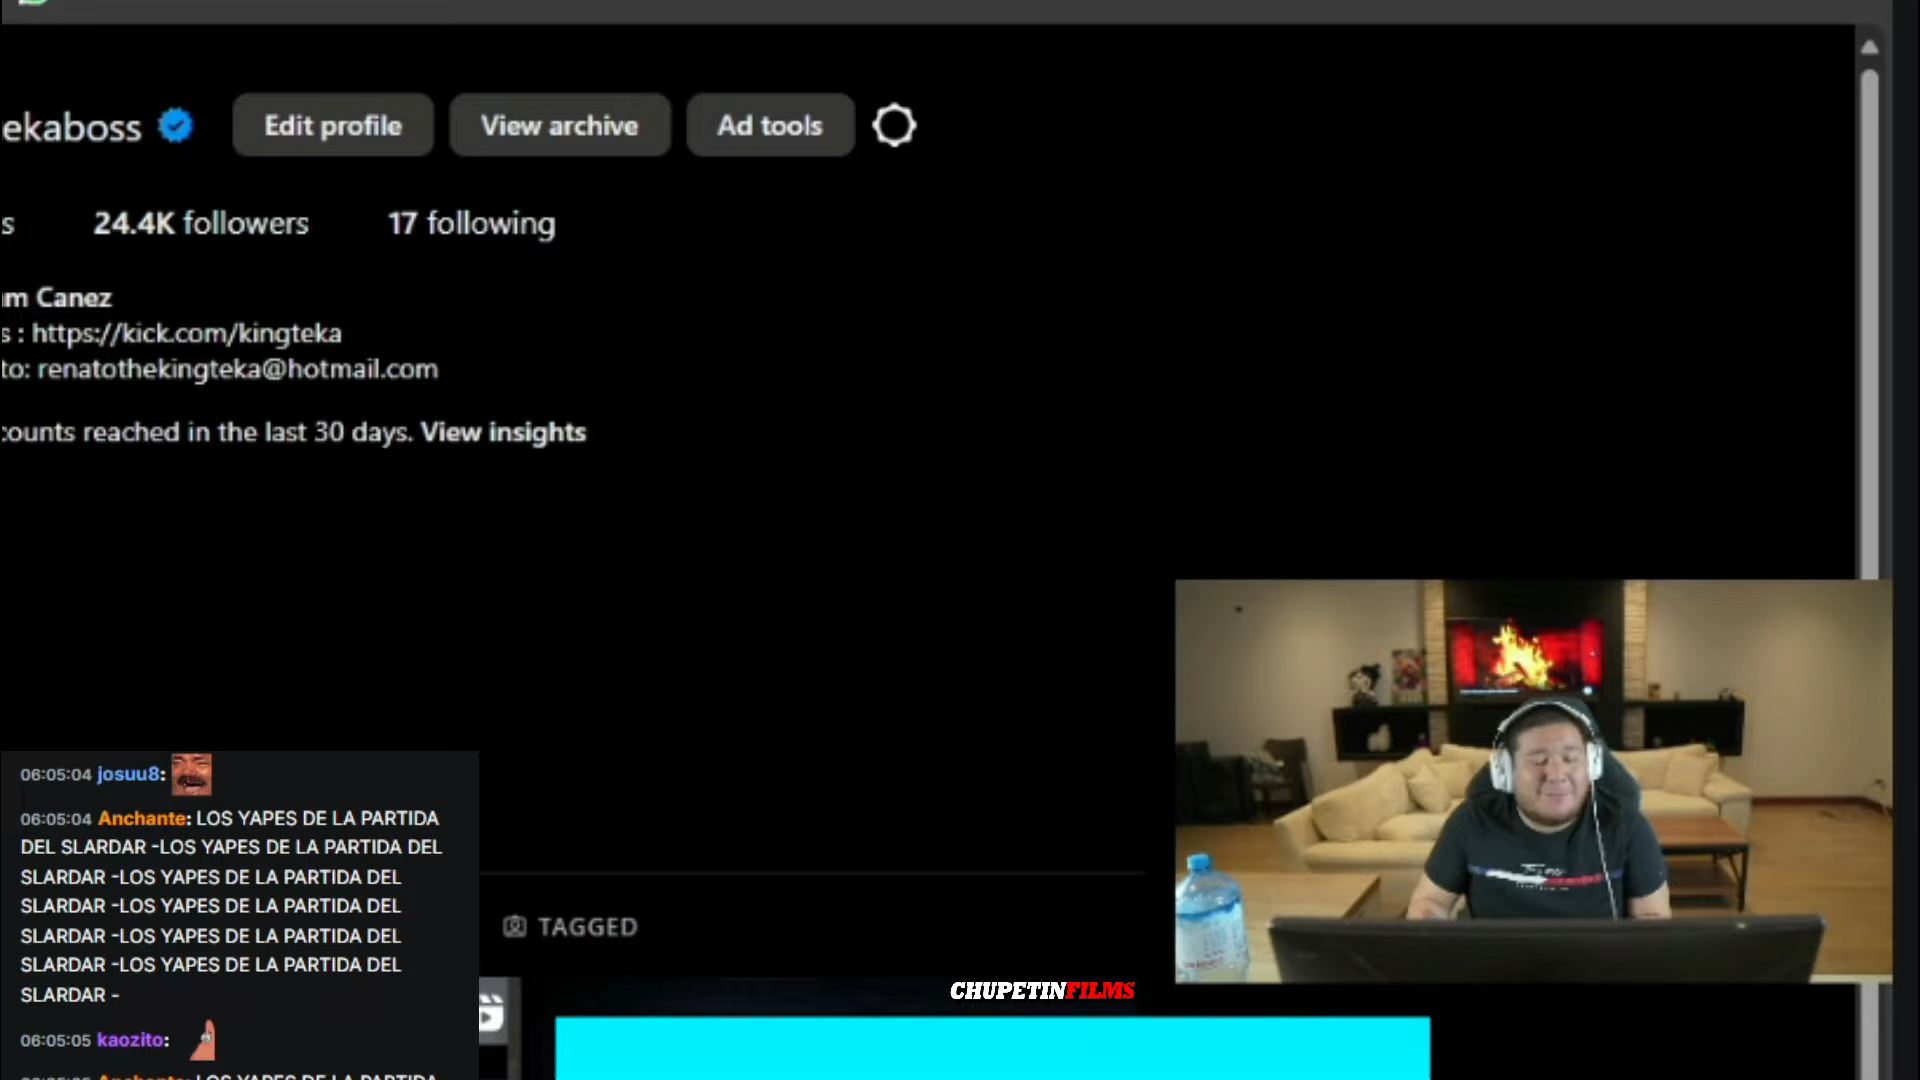 ekaboss
Edit profile
View archive
Ad tools
s
24.4K followers
17 following
m Canez
s : https://kick.com/kingteka
to: renatothekingteka@hotmail.com
counts reached in the last 30 days. View insights
06:05:04 josuu8:
06:05:04 Anchante: LOS YAPES DE LA PARTIDA
DEL SLARDAR -LOS YAPES DE LA PARTIDA DEL
SLARDAR -LOS YAPES DE LA PARTIDA DEL
SLARDAR -LOS YAPES DE LA PARTIDA DEL
SLARDAR -LOS YAPES DE LA PARTIDA DEL
SLARDAR -LOS YAPES DE LA PARTIDA DEL
SLARDAR -
06:05:05 kaozito:
TAGGED
CHUPETINFILMS